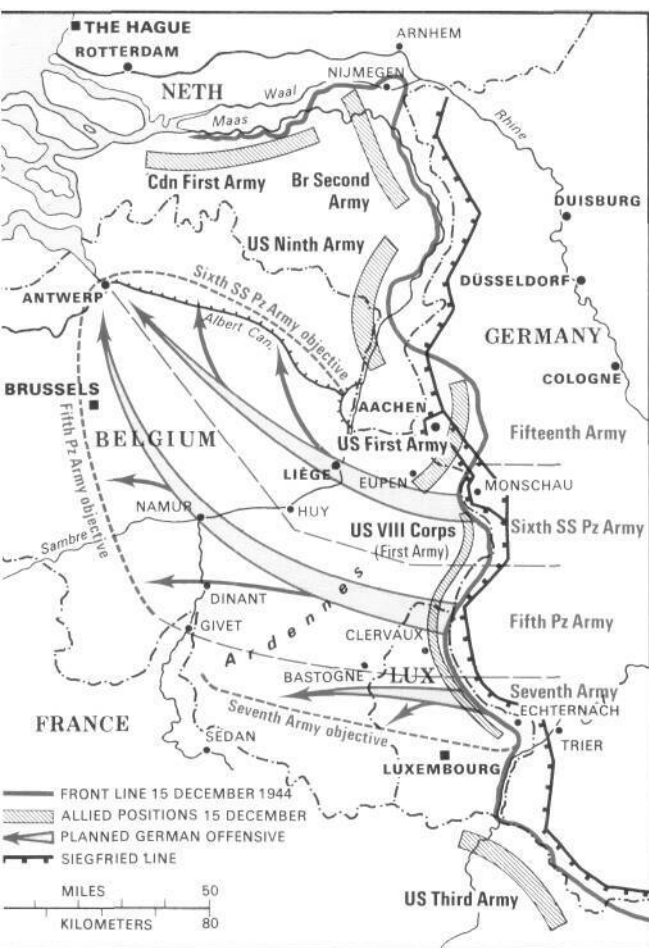 THE HAGUE
ROTTERDAM
ARNHEM
NIJMEGEN
NETH
Waal
Maas
Rhine
Cdn First Army
Br Second
Army
DUISBURG
US Ninth Army
Sixth SS Pz Army objective
DÜSSELDORF
ANTWERP
Albert Can.
GERMANY
COLOGNE
BRUSSELS
AACHEN
BELGIUM
US First Army
Fifteenth Army
Fifth Pz Army objective
LIÈGE
EUPEN
MONSCHAU
NAMUR
HUY
US VIII Corps
(First Army)
Sixth SS Pz Army
Sambre
DINANT
Ardennes
GIVET
CLERVAUX
Fifth Pz Army
BASTOGNE
LUX
Seventh Army
ECHTERNACH
FRANCE
Seventh Army objective
SEDAN
TRIER
LUXEMBOURG
FRONT LINE 15 DECEMBER 1944
ALLIED POSITIONS 15 DECEMBER
PLANNED GERMAN OFFENSIVE
SIEGFRIED LINE
MILES 50
KILOMETERS 80
US Third Army